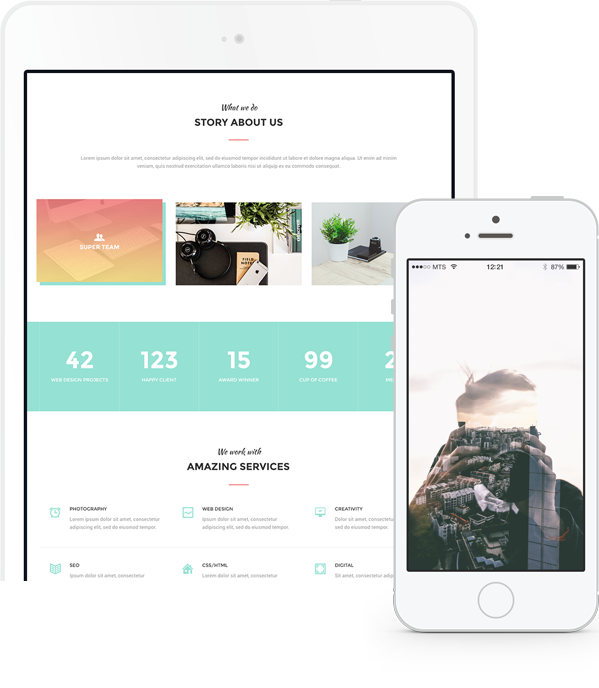 What we do
STORY ABOUT US
Lorem ipsum dolor sit amet, consectetur adipiscing elit, sed do eiusmod tempor incididunt ut labore et dolore magna aliqua. Ut enim ad minim
veniam, quis nostrud exercitation ullamco laboris nisi ut aliquip ex ea commodo consequat.
SUPER TEAM
FIELD NOTES
42 123 15 99 2
WEB DESIGN PROJECTS HAPPY CLIENT AWARD WINNER CUP OF COFFEE ME
We work with
AMAZING SERVICES
PHOTOGRAPHY
Lorem ipsum dolor sit amet, consectetur
adipiscing elit, sed do eiusmod tempor.
WEB DESIGN
Lorem ipsum dolor sit amet, consectetur
adipiscing elit, sed do eiusmod tempor.
CREATIVITY
Dolor sit amet, consectetur
sed do eiusmod tempor.
SEO
Ipsum dolor sit amet, consectetur
CSS/HTML
Lorem ipsum dolor sit amet,
DIGITAL
Sit amet, consectetur adip
MTS 12:21 87%